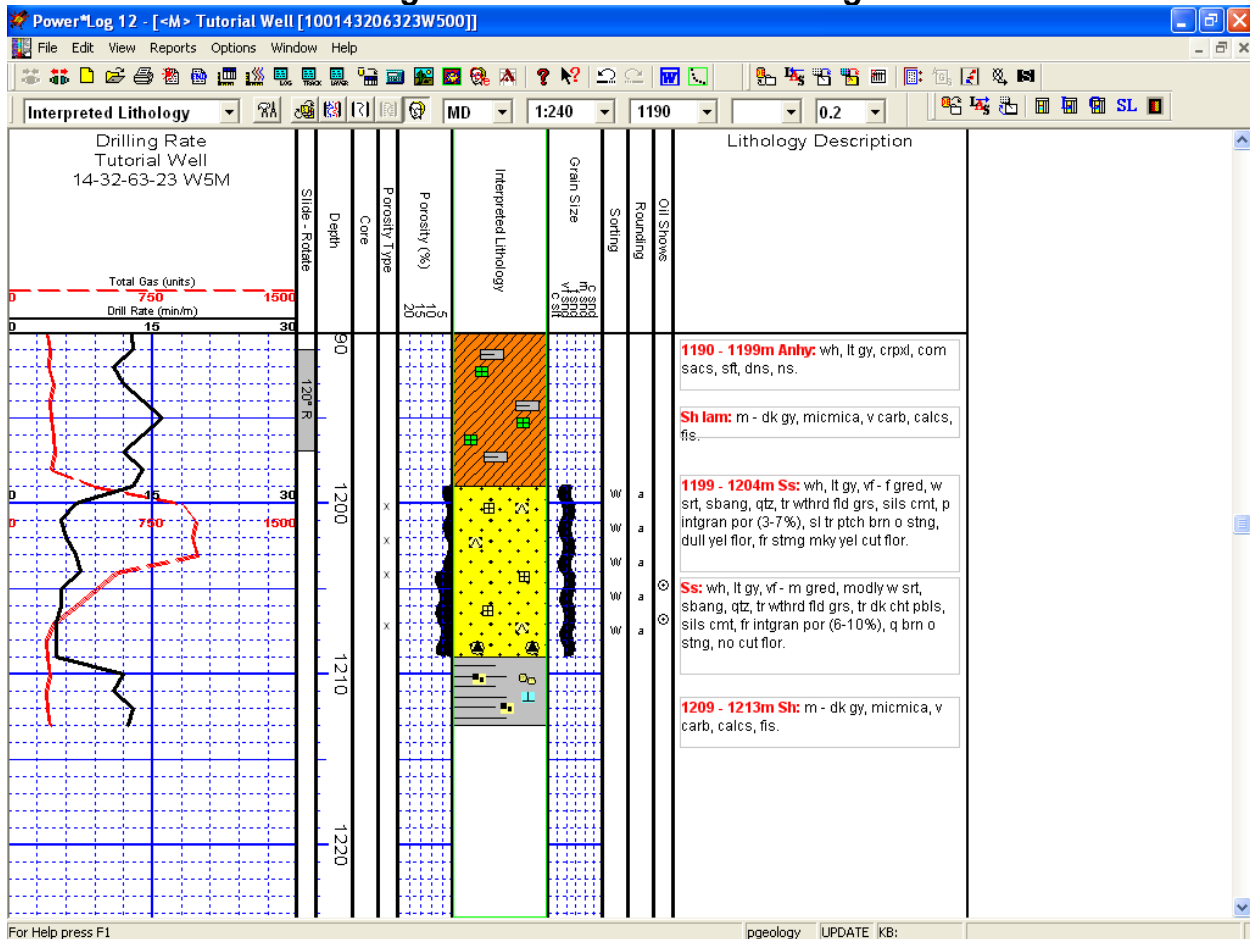 Power*Log 12 - [<M> Tutorial Well [100143206323W500]]
File Edit View Reports Options Window Help
Interpreted Lithology MD 1:240 1190 0.2 SL
Drilling Rate
Tutorial Well
14-32-63-23 W5M
Total Gas (units)
0 750 1500
Drill Rate (min/m)
0 15 30
Slide - Rotate
Depth
Core
Porosity Type
Porosity (%)
20 15 10 5
Interpreted Lithology
Grain Size
c slt
vf snd
f snd
m snd
c snd
Sorting
Rounding
Oil Shows
Lithology Description
90
120° R
1190 - 1199m Anhy: wh, lt gy, crpxl, com
sacs, sft, dns, ns.
Sh lam: m - dk gy, micmica, v carb, calcs,
fis.
0 15 30
0 750 1500
1200
x
x
x
x
w a
w a
w a
w a
w a
1199 - 1204m Ss: wh, lt gy, vf - f gred, w
srt, sbang, qtz, tr wthrd fld grs, sils cmt, p
intgran por (3-7%), sl tr ptch brn o stng,
dull yel flor, fr stmg mky yel cut flor.
Ss: wh, lt gy, vf - m gred, modly w srt,
sbang, qtz, tr wthrd fld grs, tr dk cht pbls,
sils cmt, fr intgran por (6-10%), q brn o
stng, no cut flor.
1210
1209 - 1213m Sh: m - dk gy, micmica, v
carb, calcs, fis.
1220
For Help press F1
pgeology UPDATE KB: